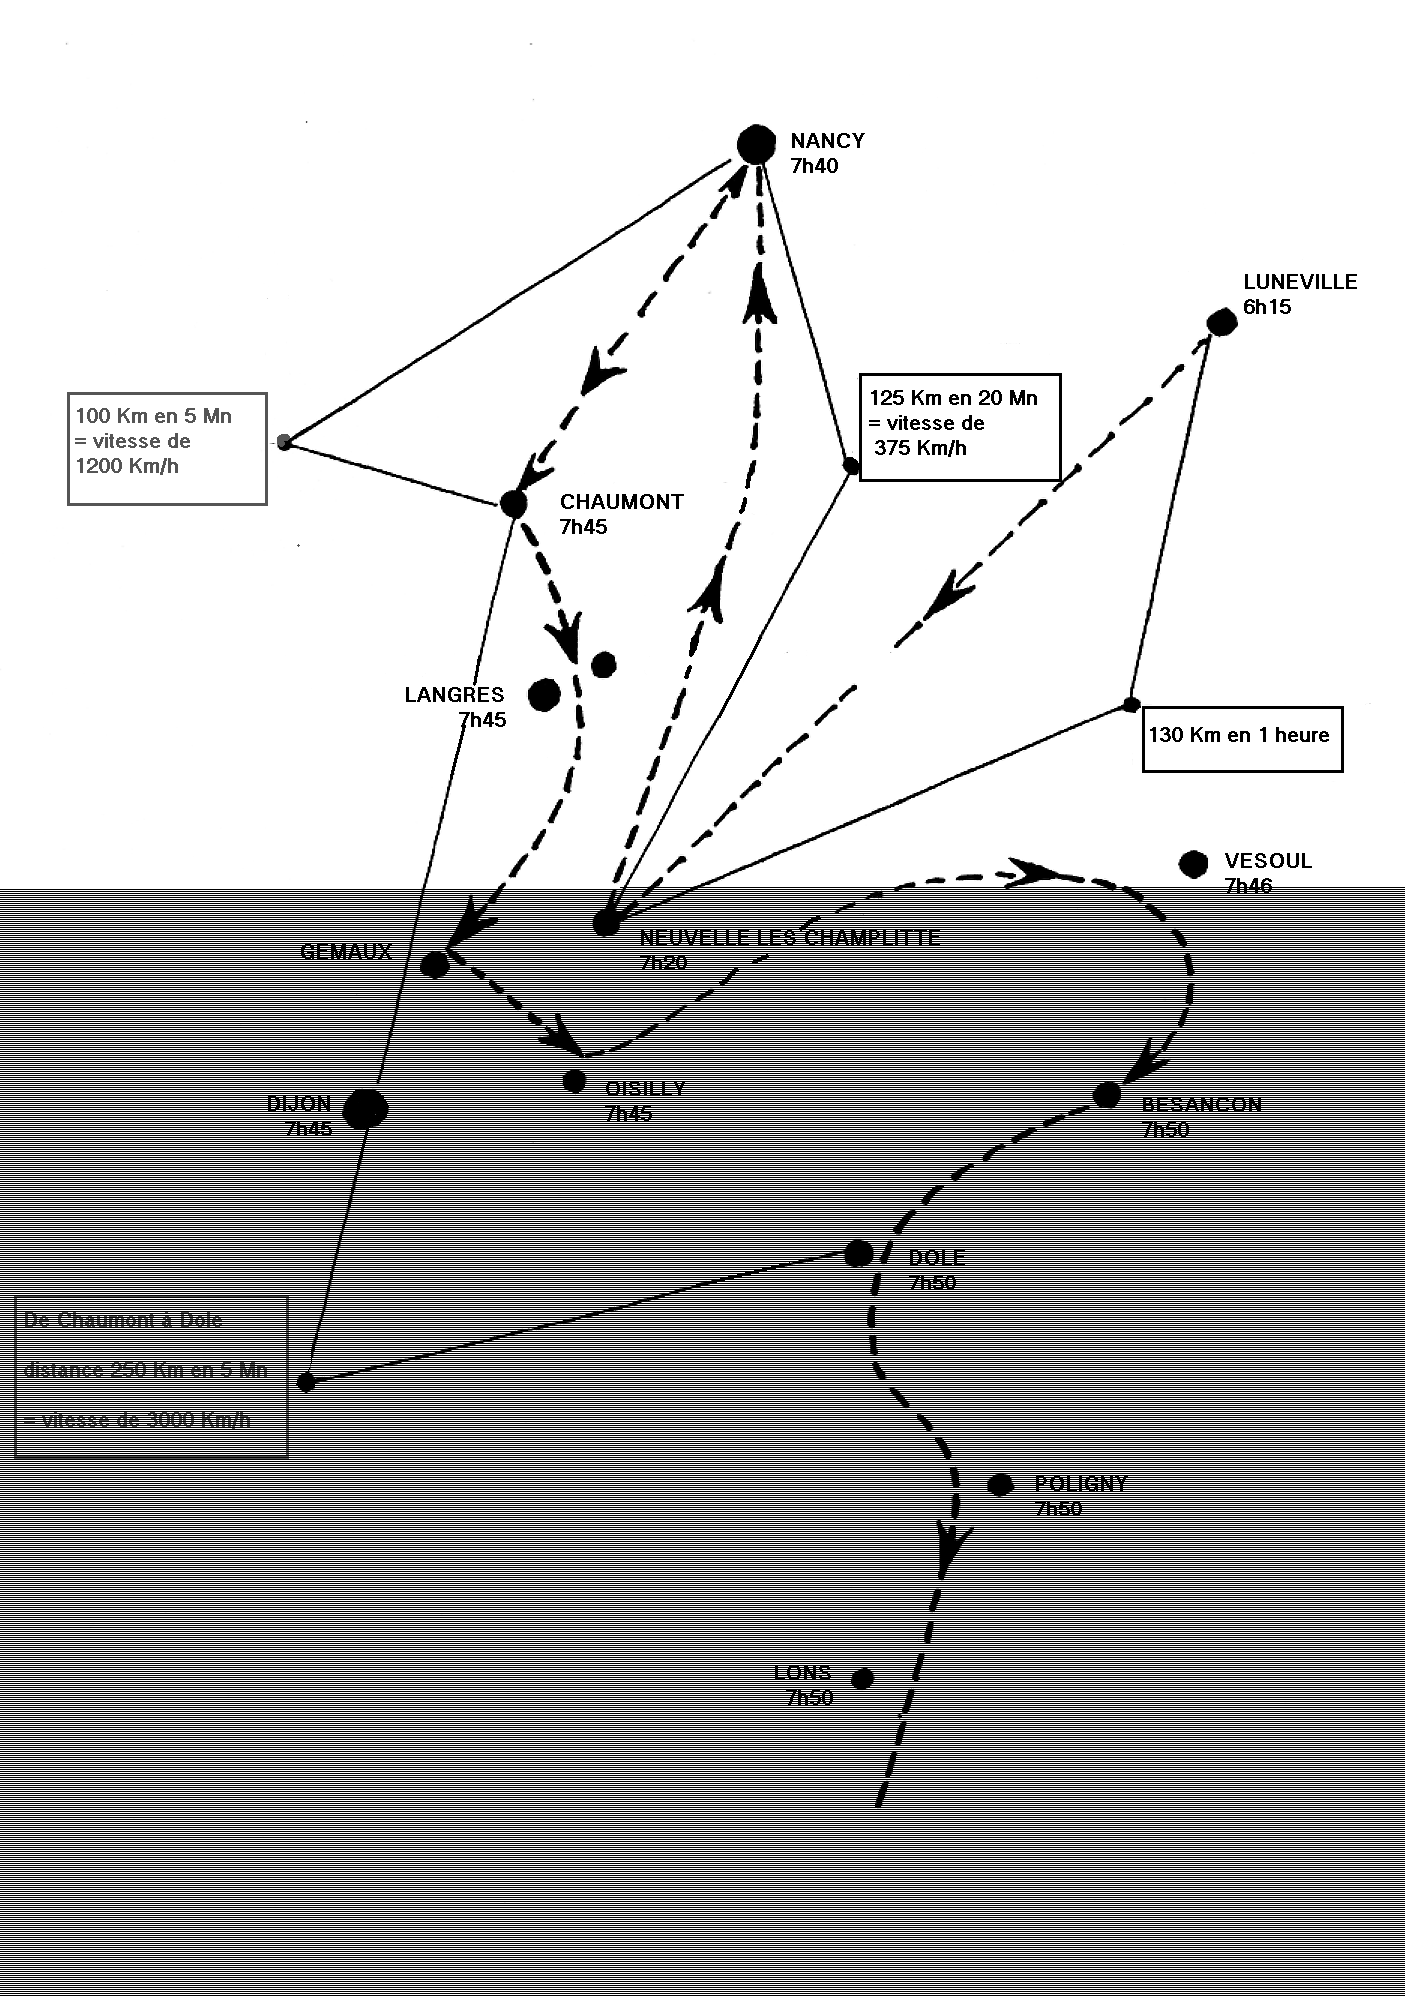 NANCY
7h40
LUNEVILLE
6h15
100 Km en 5 Mn
= vitesse de
1200 Km/h
125 Km en 20 Mn
= vitesse de
375 Km/h
CHAUMONT
7h45
LANGRES
7h45
130 Km en 1 heure
VESOUL
7h46
GEMAUX
NEUVELLE LES CHAMPLITTE
7h20
OISILLY
7h45
DIJON
7h45
BESANCON
7h50
DOLE
7h50
De Chaumont à Dole
distance 250 Km en 5 Mn
= vitesse de 3000 Km/h
POLIGNY
7h50
LONS
7h50